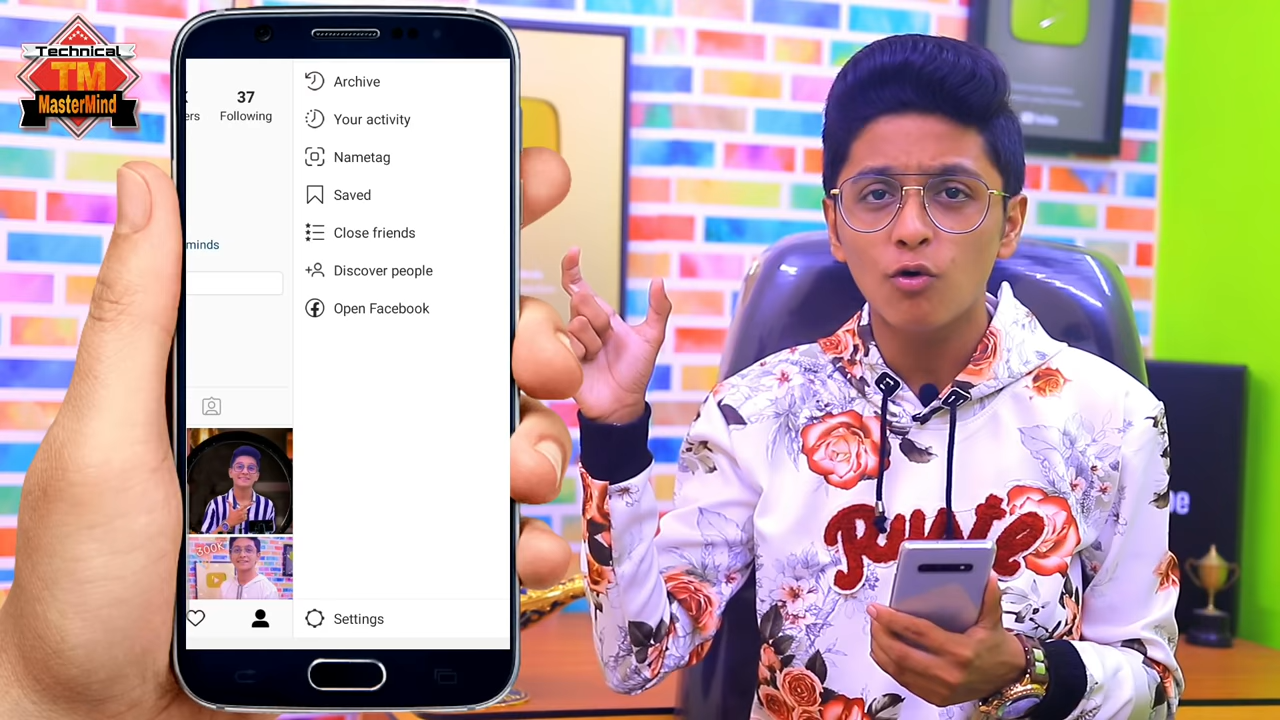 Technical
TM
MasterMind
37
ers
Following
minds
Archive
Your activity
Nametag
Saved
Close friends
Discover people
Open Facebook
300K
Settings